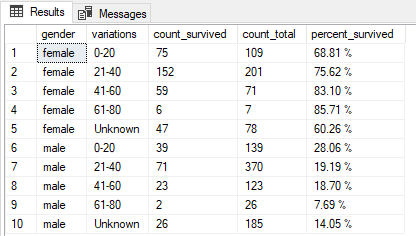 Results Messages
gender variations count_survived count_total percent_survived
1 female 0-20 75 109 68.81 %
2 female 21-40 152 201 75.62 %
3 female 41-60 59 71 83.10 %
4 female 61-80 6 7 85.71 %
5 female Unknown 47 78 60.26 %
6 male 0-20 39 139 28.06 %
7 male 21-40 71 370 19.19 %
8 male 41-60 23 123 18.70 %
9 male 61-80 2 26 7.69 %
10 male Unknown 26 185 14.05 %